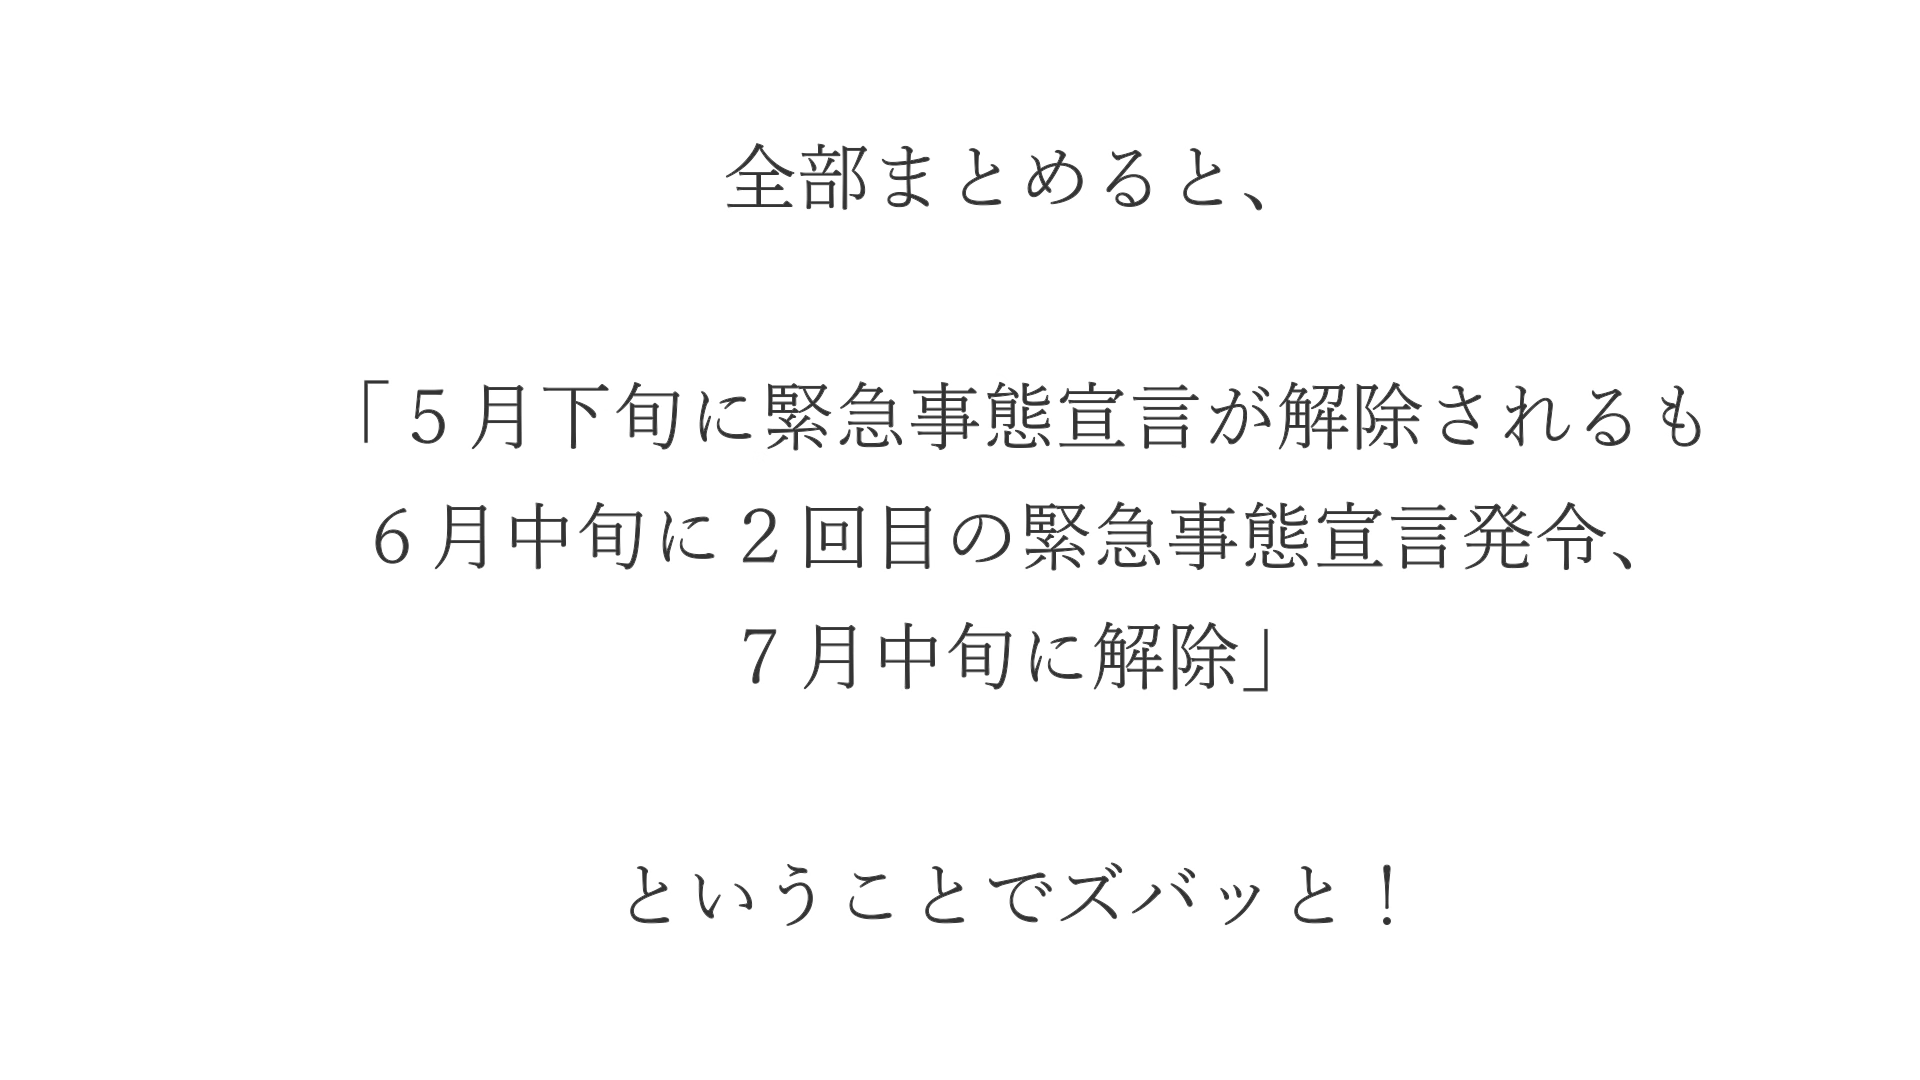 全部まとめると、
「５月下旬に緊急事態宣言が解除されるも
６月中旬に２回目の緊急事態宣言発令、
７月中旬に解除」
ということでズバッと！